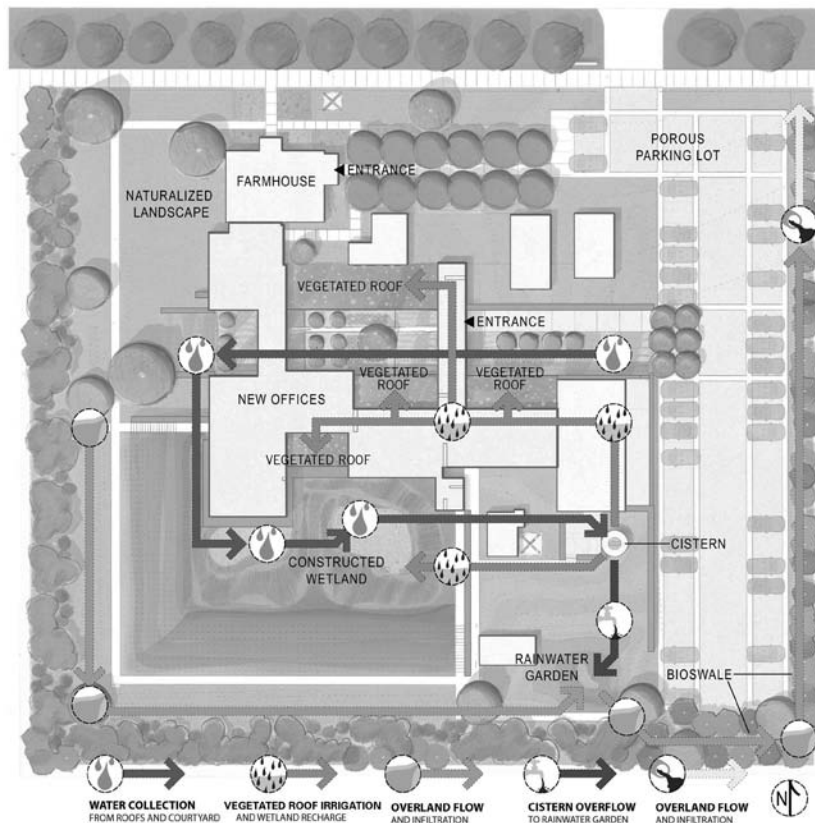 POROUS
PARKING LOT
ENTRANCE
FARMHOUSE
NATURALIZED
LANDSCAPE
VEGETATED ROOF
ENTRANCE
VEGETATED
ROOF
VEGETATED
ROOF
NEW OFFICES
VEGETATED ROOF
CISTERN
CONSTRUCTED
WETLAND
RAINWATER
GARDEN
BIOSWALE
WATER COLLECTION
FROM ROOFS AND COURTYARD
VEGETATED ROOF IRRIGATION
AND WETLAND RECHARGE
OVERLAND FLOW
AND INFILTRATION
CISTERN OVERFLOW
TO RAINWATER GARDEN
OVERLAND FLOW
AND INFILTRATION
N